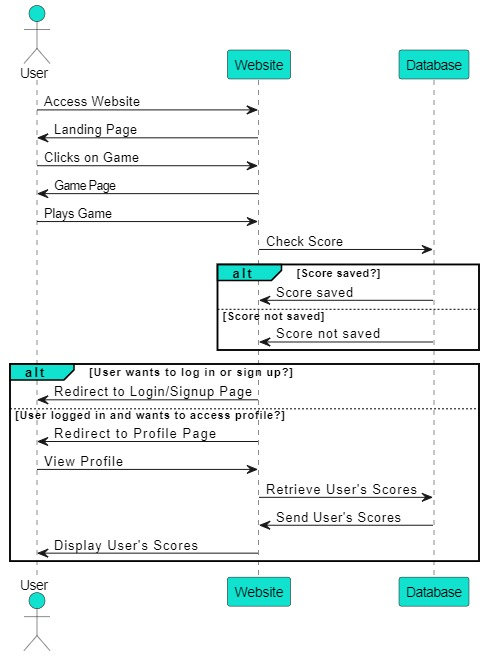 User
Website
Database
Access Website
Landing Page
Clicks on Game
Game Page
Plays Game
Check Score
alt [Score saved?]
Score saved
[Score not saved]
Score not saved
alt [User wants to log in or sign up?]
Redirect to Login/Signup Page
[User logged in and wants to access profile?]
Redirect to Profile Page
View Profile
Retrieve User's Scores
Send User's Scores
Display User's Scores
User
Website
Database